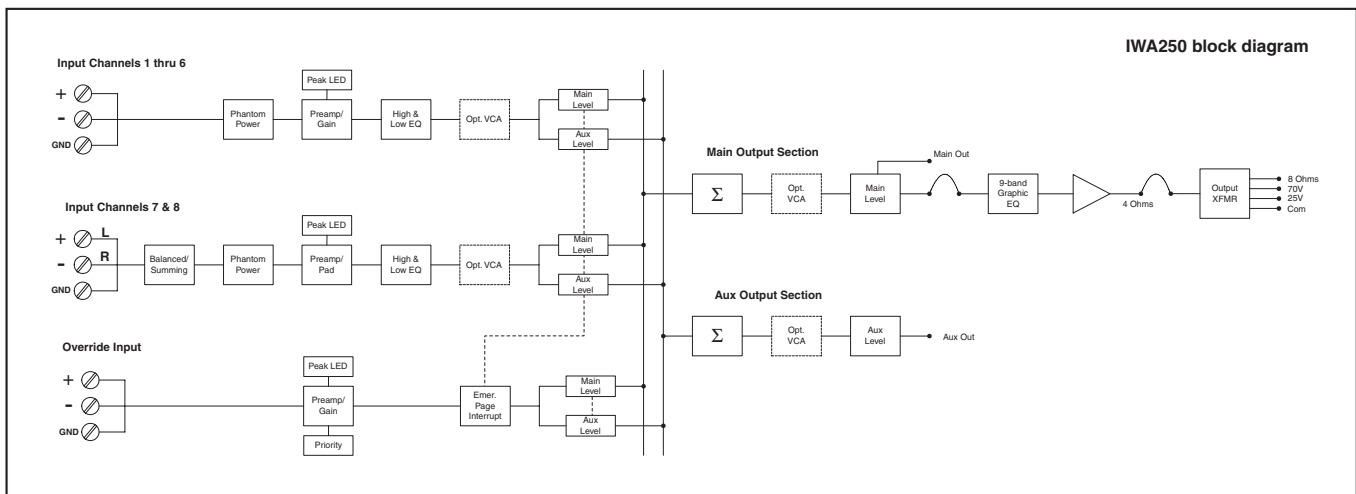 IWA250 block diagram
Input Channels 1 thru 6
+
-
GND
Phantom
Power
Peak LED
Preamp/
Gain
High &
Low EQ
Opt. VCA
Main
Level
Aux
Level
Input Channels 7 & 8
+ L
- R
GND
Balanced/
Summing
Phantom
Power
Peak LED
Preamp/
Pad
High &
Low EQ
Opt. VCA
Main
Level
Aux
Level
Override Input
+
-
GND
Peak LED
Preamp/
Gain
Priority
Emer.
Page
Interrupt
Main
Level
Aux
Level
Main Output Section
Σ
Opt.
VCA
Main
Level
Main Out
9-band
Graphic
EQ
4 Ohms
Output
XFMR
8 Ohms
70V
25V
Com
Aux Output Section
Σ
Opt.
VCA
Aux
Level
Aux Out